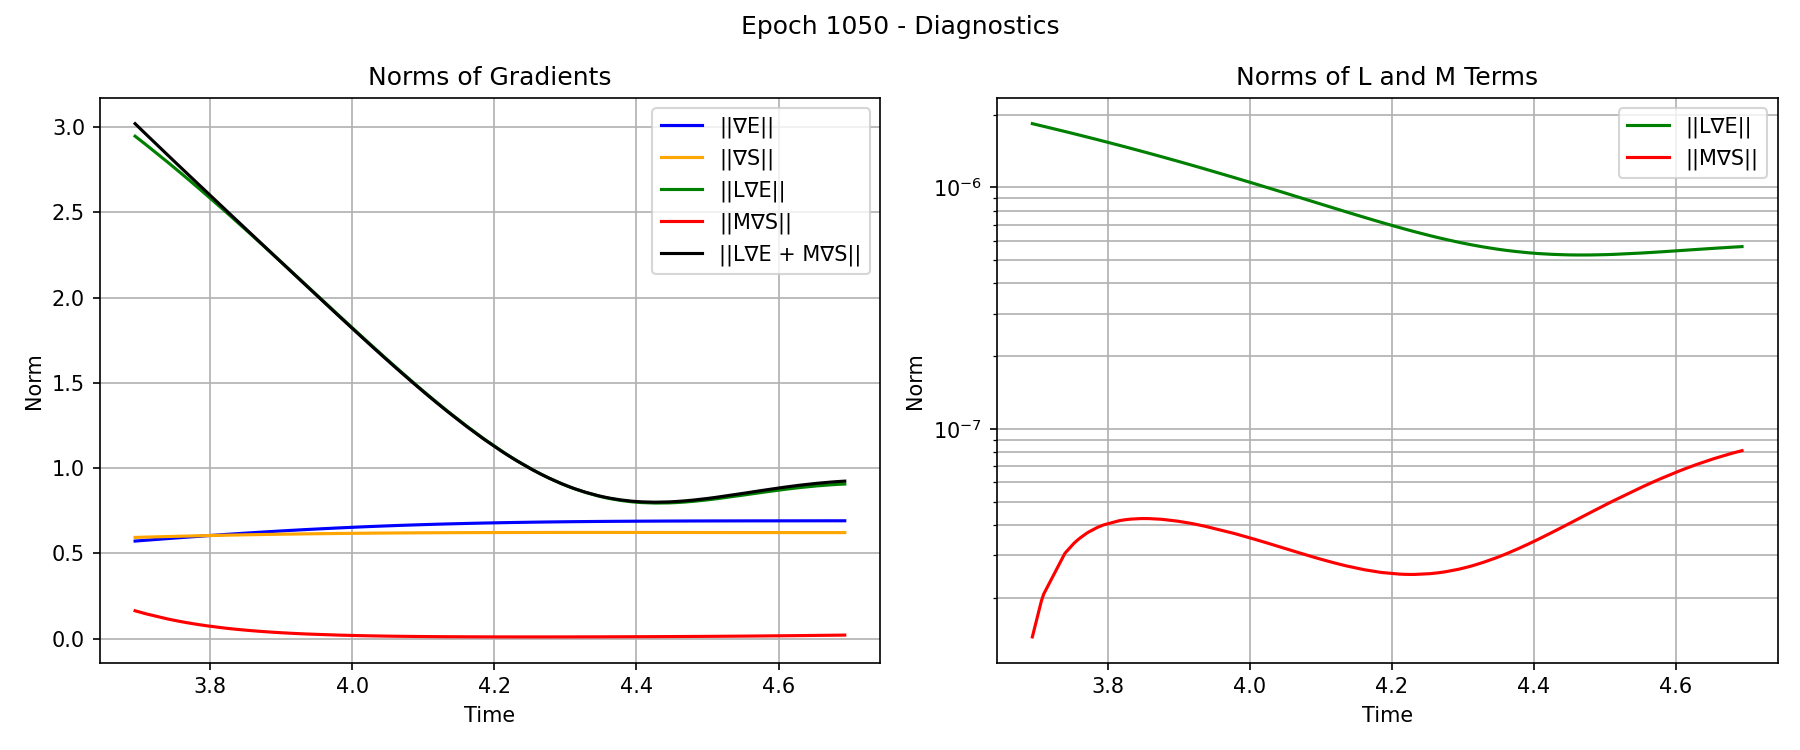 Epoch 1050 - Diagnostics
Norms of Gradients
Norm
3.0
2.5
2.0
1.5
1.0
0.5
0.0
3.8
4.0
4.2
4.4
4.6
Time
||∇E||
||∇S||
||L∇E||
||M∇S||
||L∇E + M∇S||
Norms of L and M Terms
Norm
10⁻⁶
10⁻⁷
3.8
4.0
4.2
4.4
4.6
Time
||L∇E||
||M∇S||